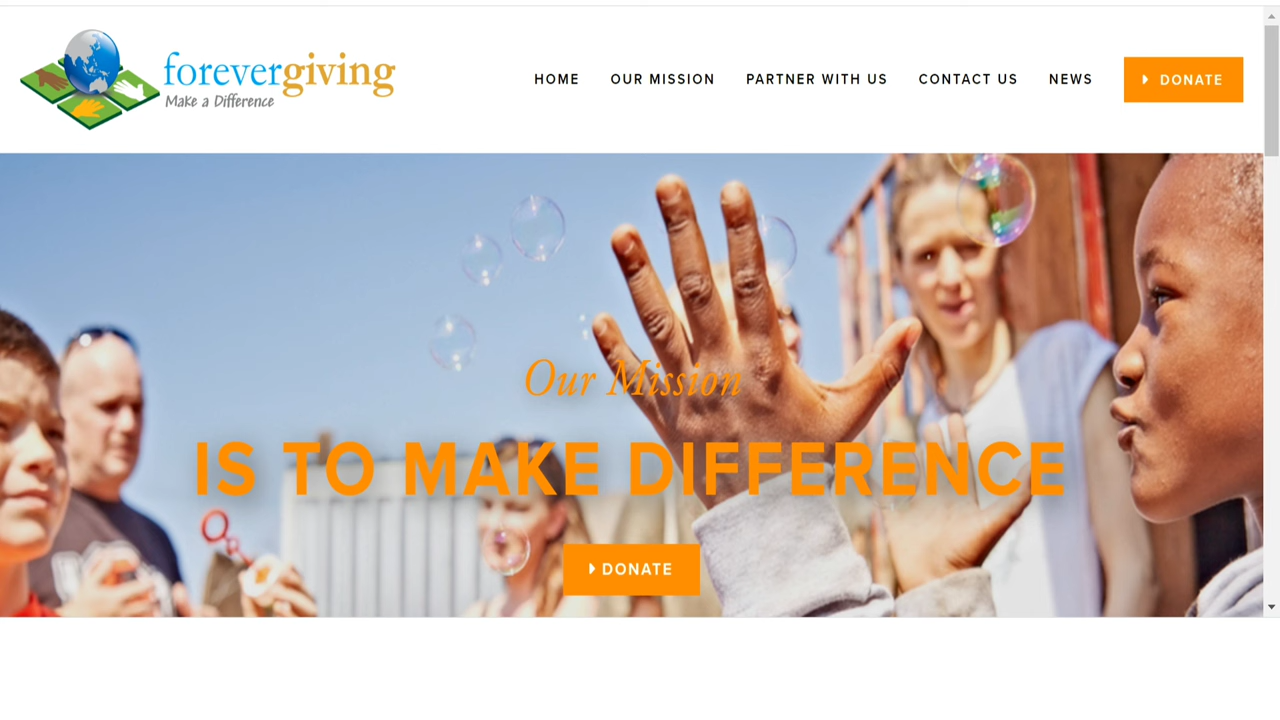 forevergiving
Make a Difference
HOME OUR MISSION PARTNER WITH US CONTACT US NEWS DONATE
Our Mission
IS TO MAKE DIFFERENCE
DONATE